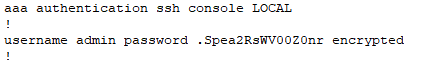 aaa authentication ssh console LOCAL
!
username admin password .Spea2RsWV00Z0nr encrypted
!